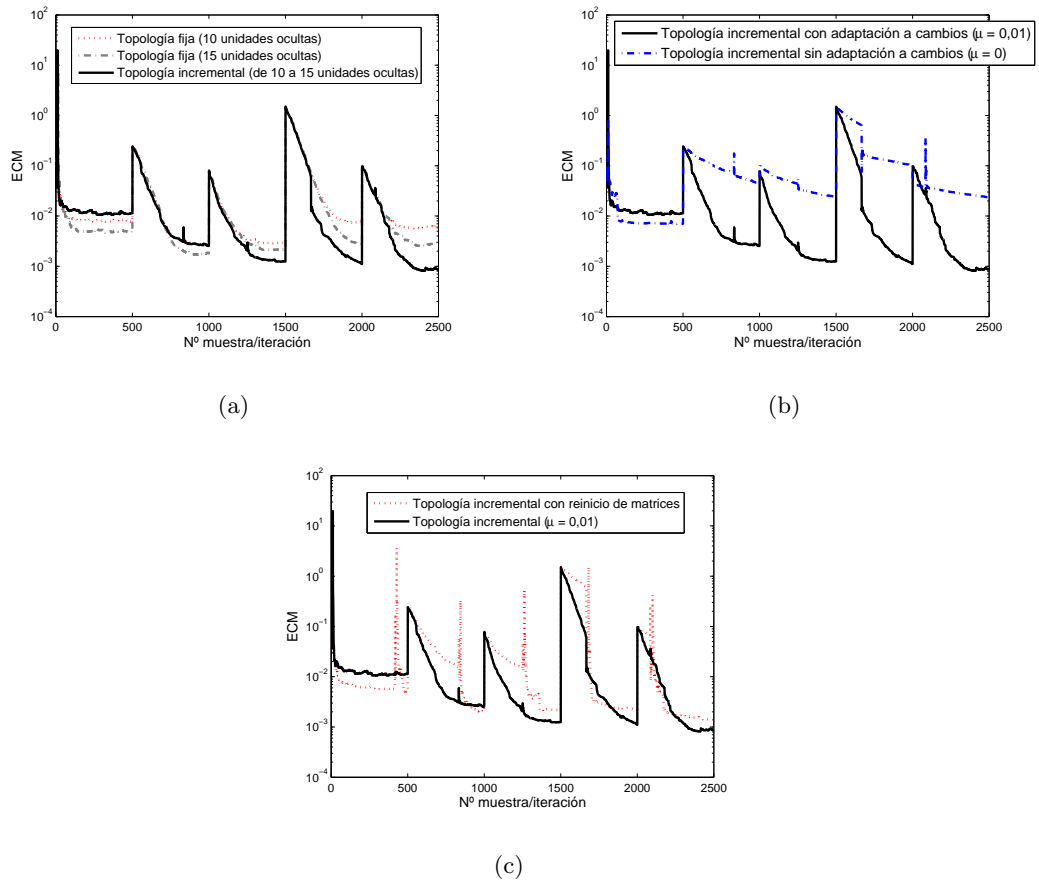 10^2
10^1
10^0
10^-1
10^-2
10^-3
10^-4
ECM
Topología fija (10 unidades ocultas)
Topología fija (15 unidades ocultas)
Topología incremental (de 10 a 15 unidades ocultas)
0 500 1000 1500 2000 2500
Nº muestra/iteración
(a)
10^2
10^1
10^0
10^-1
10^-2
10^-3
10^-4
ECM
Topología incremental con adaptación a cambios (μ = 0,01)
Topología incremental sin adaptación a cambios (μ = 0)
0 500 1000 1500 2000 2500
Nº muestra/iteración
(b)
10^2
10^1
10^0
10^-1
10^-2
10^-3
10^-4
ECM
Topología incremental con reinicio de matrices
Topología incremental (μ = 0,01)
0 500 1000 1500 2000 2500
Nº muestra/iteración
(c)